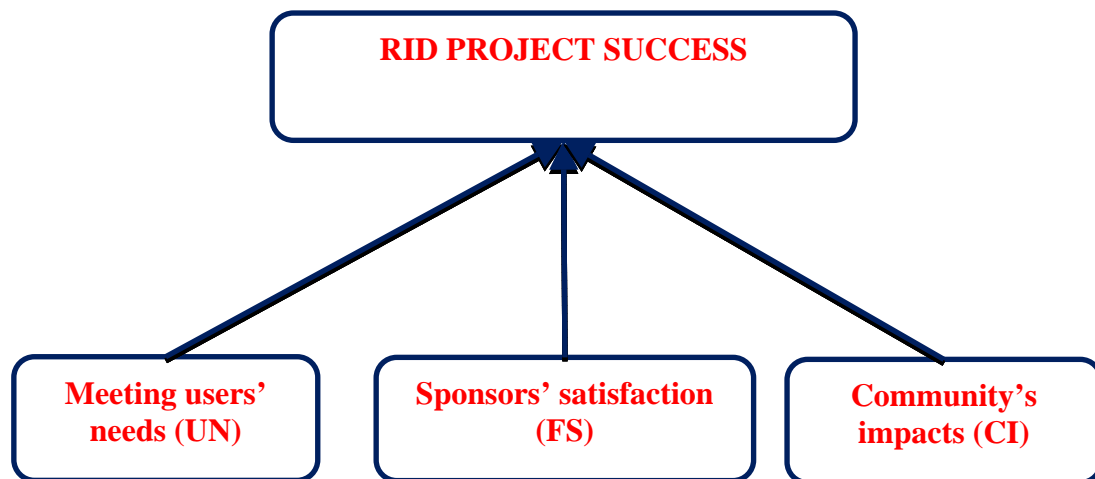 RID PROJECT SUCCESS
Meeting users’
needs (UN)
Sponsors’ satisfaction
(FS)
Community’s
impacts (CI)